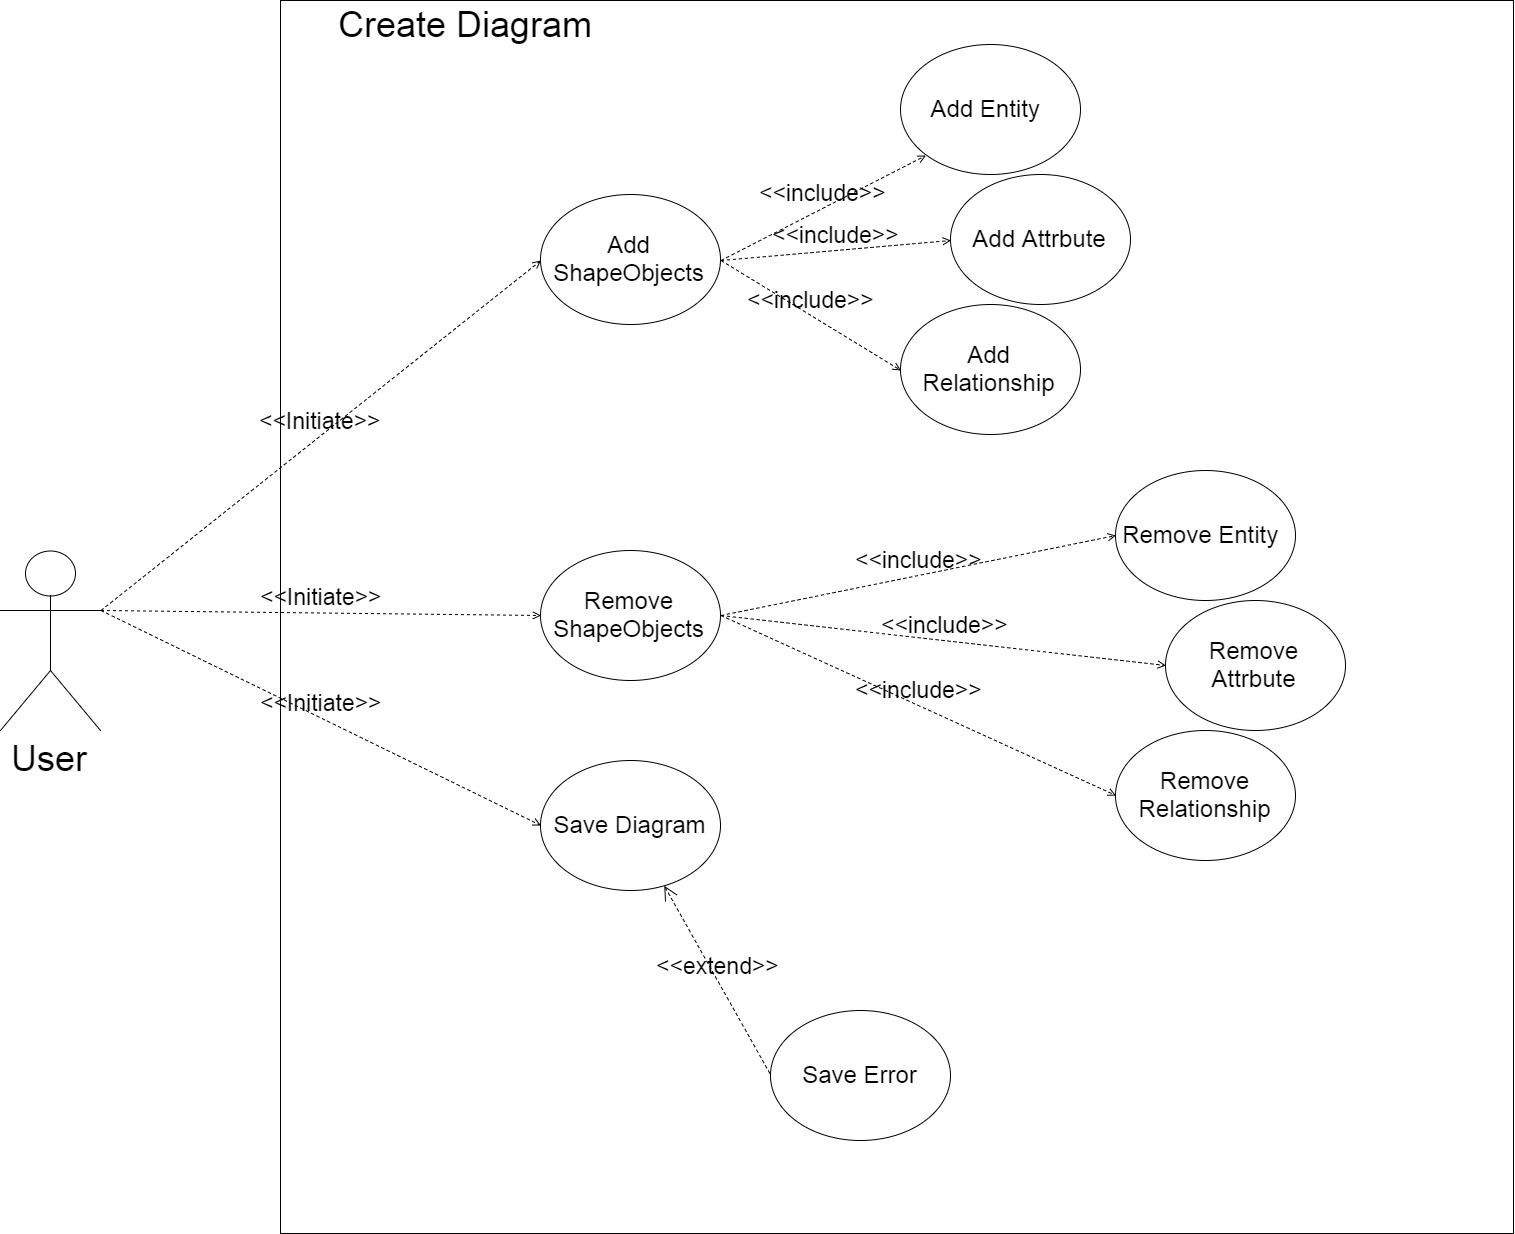 Create Diagram
Add Entity
<<include>>
Add
ShapeObjects
<<include>>
Add Attrbute
<<include>>
Add
Relationship
<<Initiate>>
Remove Entity
<<include>>
<<Initiate>>
Remove
ShapeObjects
<<include>>
Remove
Attrbute
<<include>>
<<Initiate>>
User
Remove
Relationship
Save Diagram
<<extend>>
Save Error